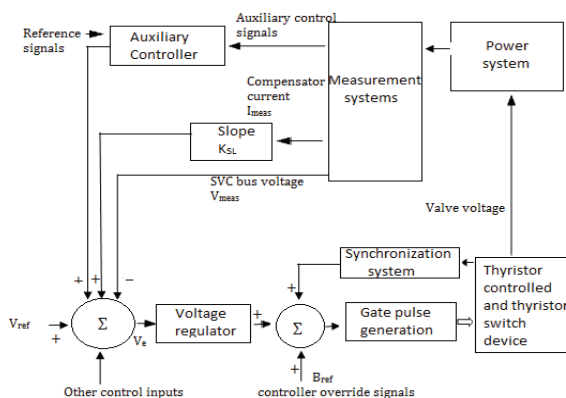 Reference
signals
Auxiliary
Controller
Auxiliary control
signals
Measurement
systems
Power
system
Compensator
current
Imeas
Slope
KSL
SVC bus voltage
Vmeas
Valve voltage
Synchronization
system
Thyristor
controlled
and thyristor
switch
device
+ + −
+
Vref
+
Σ
Ve
Voltage
regulator
+
Σ
Gate pulse
generation
+
Bref
Other control inputs
controller override signals